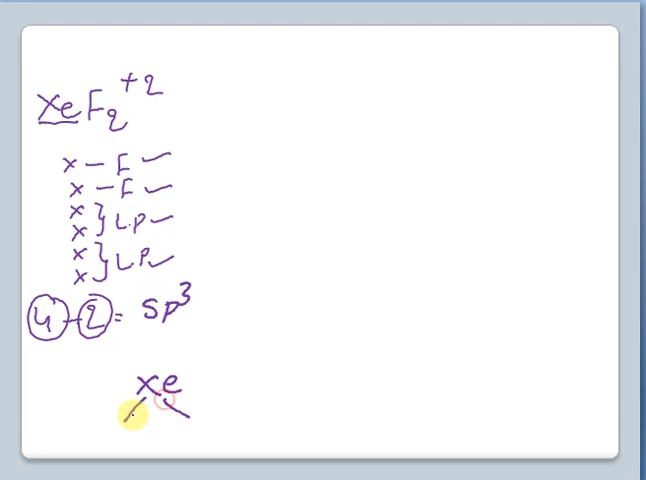 XeF2+2
x — F ✓
x — F ✓
x
x } L.P ✓
x
x } L P ✓
4 - 2 = sp3
xe